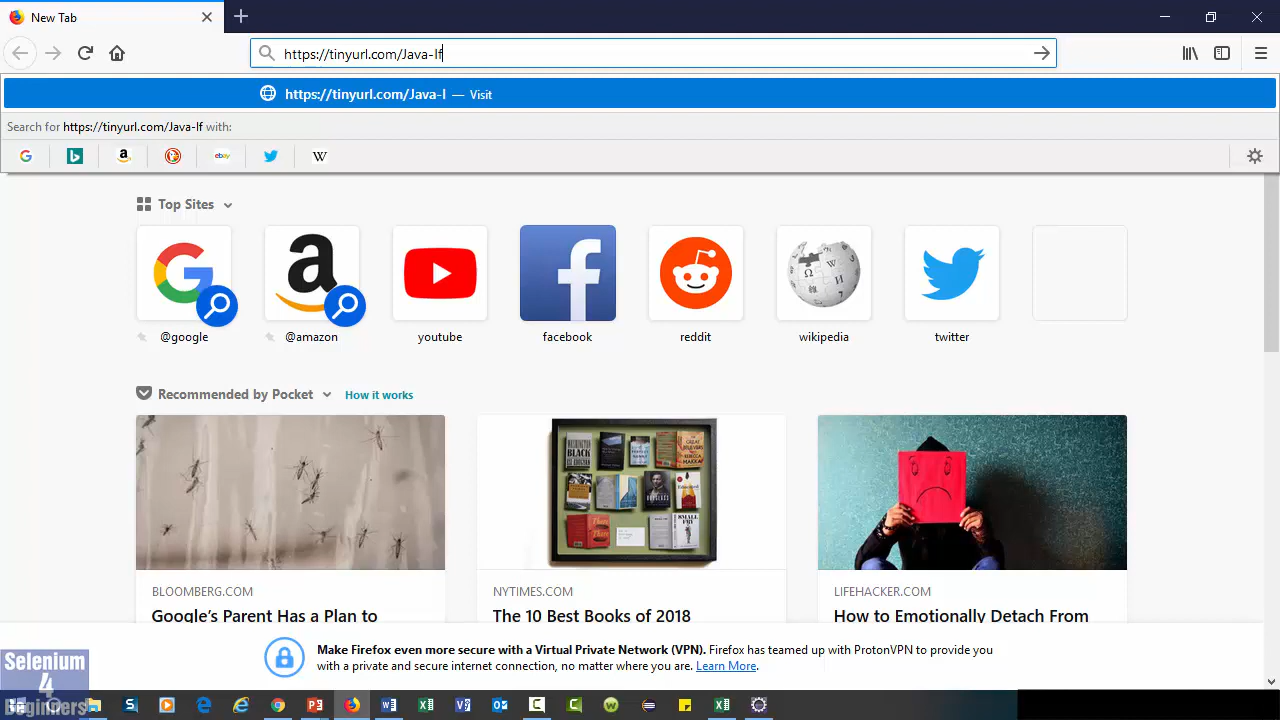 New Tab
https://tinyurl.com/Java-If
https://tinyurl.com/Java-I — Visit
Search for https://tinyurl.com/Java-If with:
Top Sites
@google
@amazon
youtube
facebook
reddit
wikipedia
twitter
Recommended by Pocket
How it works
BLOOMBERG.COM
NYTIMES.COM
LIFEHACKER.COM
Google's Parent Has a Plan to
The 10 Best Books of 2018
How to Emotionally Detach From
Make Firefox even more secure with a Virtual Private Network (VPN). Firefox has teamed up with ProtonVPN to provide you
with a private and secure internet connection, no matter where you are. Learn More.
Selenium
4
Beginners